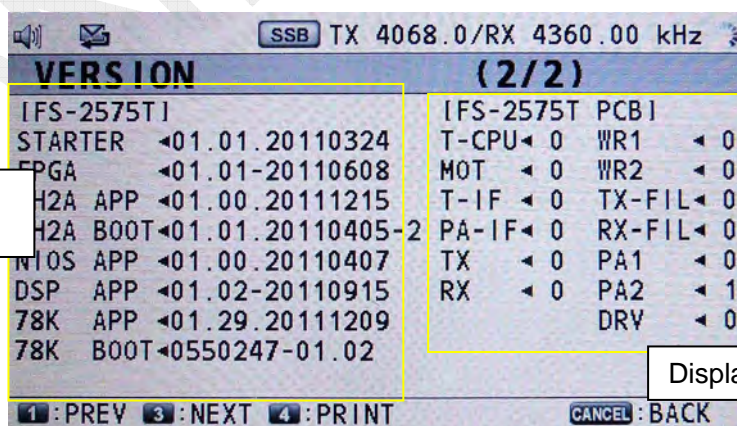 SSB TX 4068.0/RX 4360.00 kHz
VERSION (2/2)
[FS-2575T]
STARTER ◄01.01.20110324
FPGA ◄01.01-20110608
H2A APP ◄01.00.20111215
H2A BOOT◄01.01.20110405-2
NIOS APP ◄01.00.20110407
DSP APP ◄01.02-20110915
78K APP ◄01.29.20111209
78K BOOT◄0550247-01.02
[FS-2575T PCB]
T-CPU◄ 0 WR1 ◄ 0
MOT ◄ 0 WR2 ◄ 0
T-IF ◄ 0 TX-FIL◄ 0
PA-IF◄ 0 RX-FIL◄ 0
TX ◄ 0 PA1 ◄ 0
RX ◄ 0 PA2 ◄ 1
DRV ◄ 0
Displa
1:PREV 3:NEXT 4:PRINT CANCEL:BACK